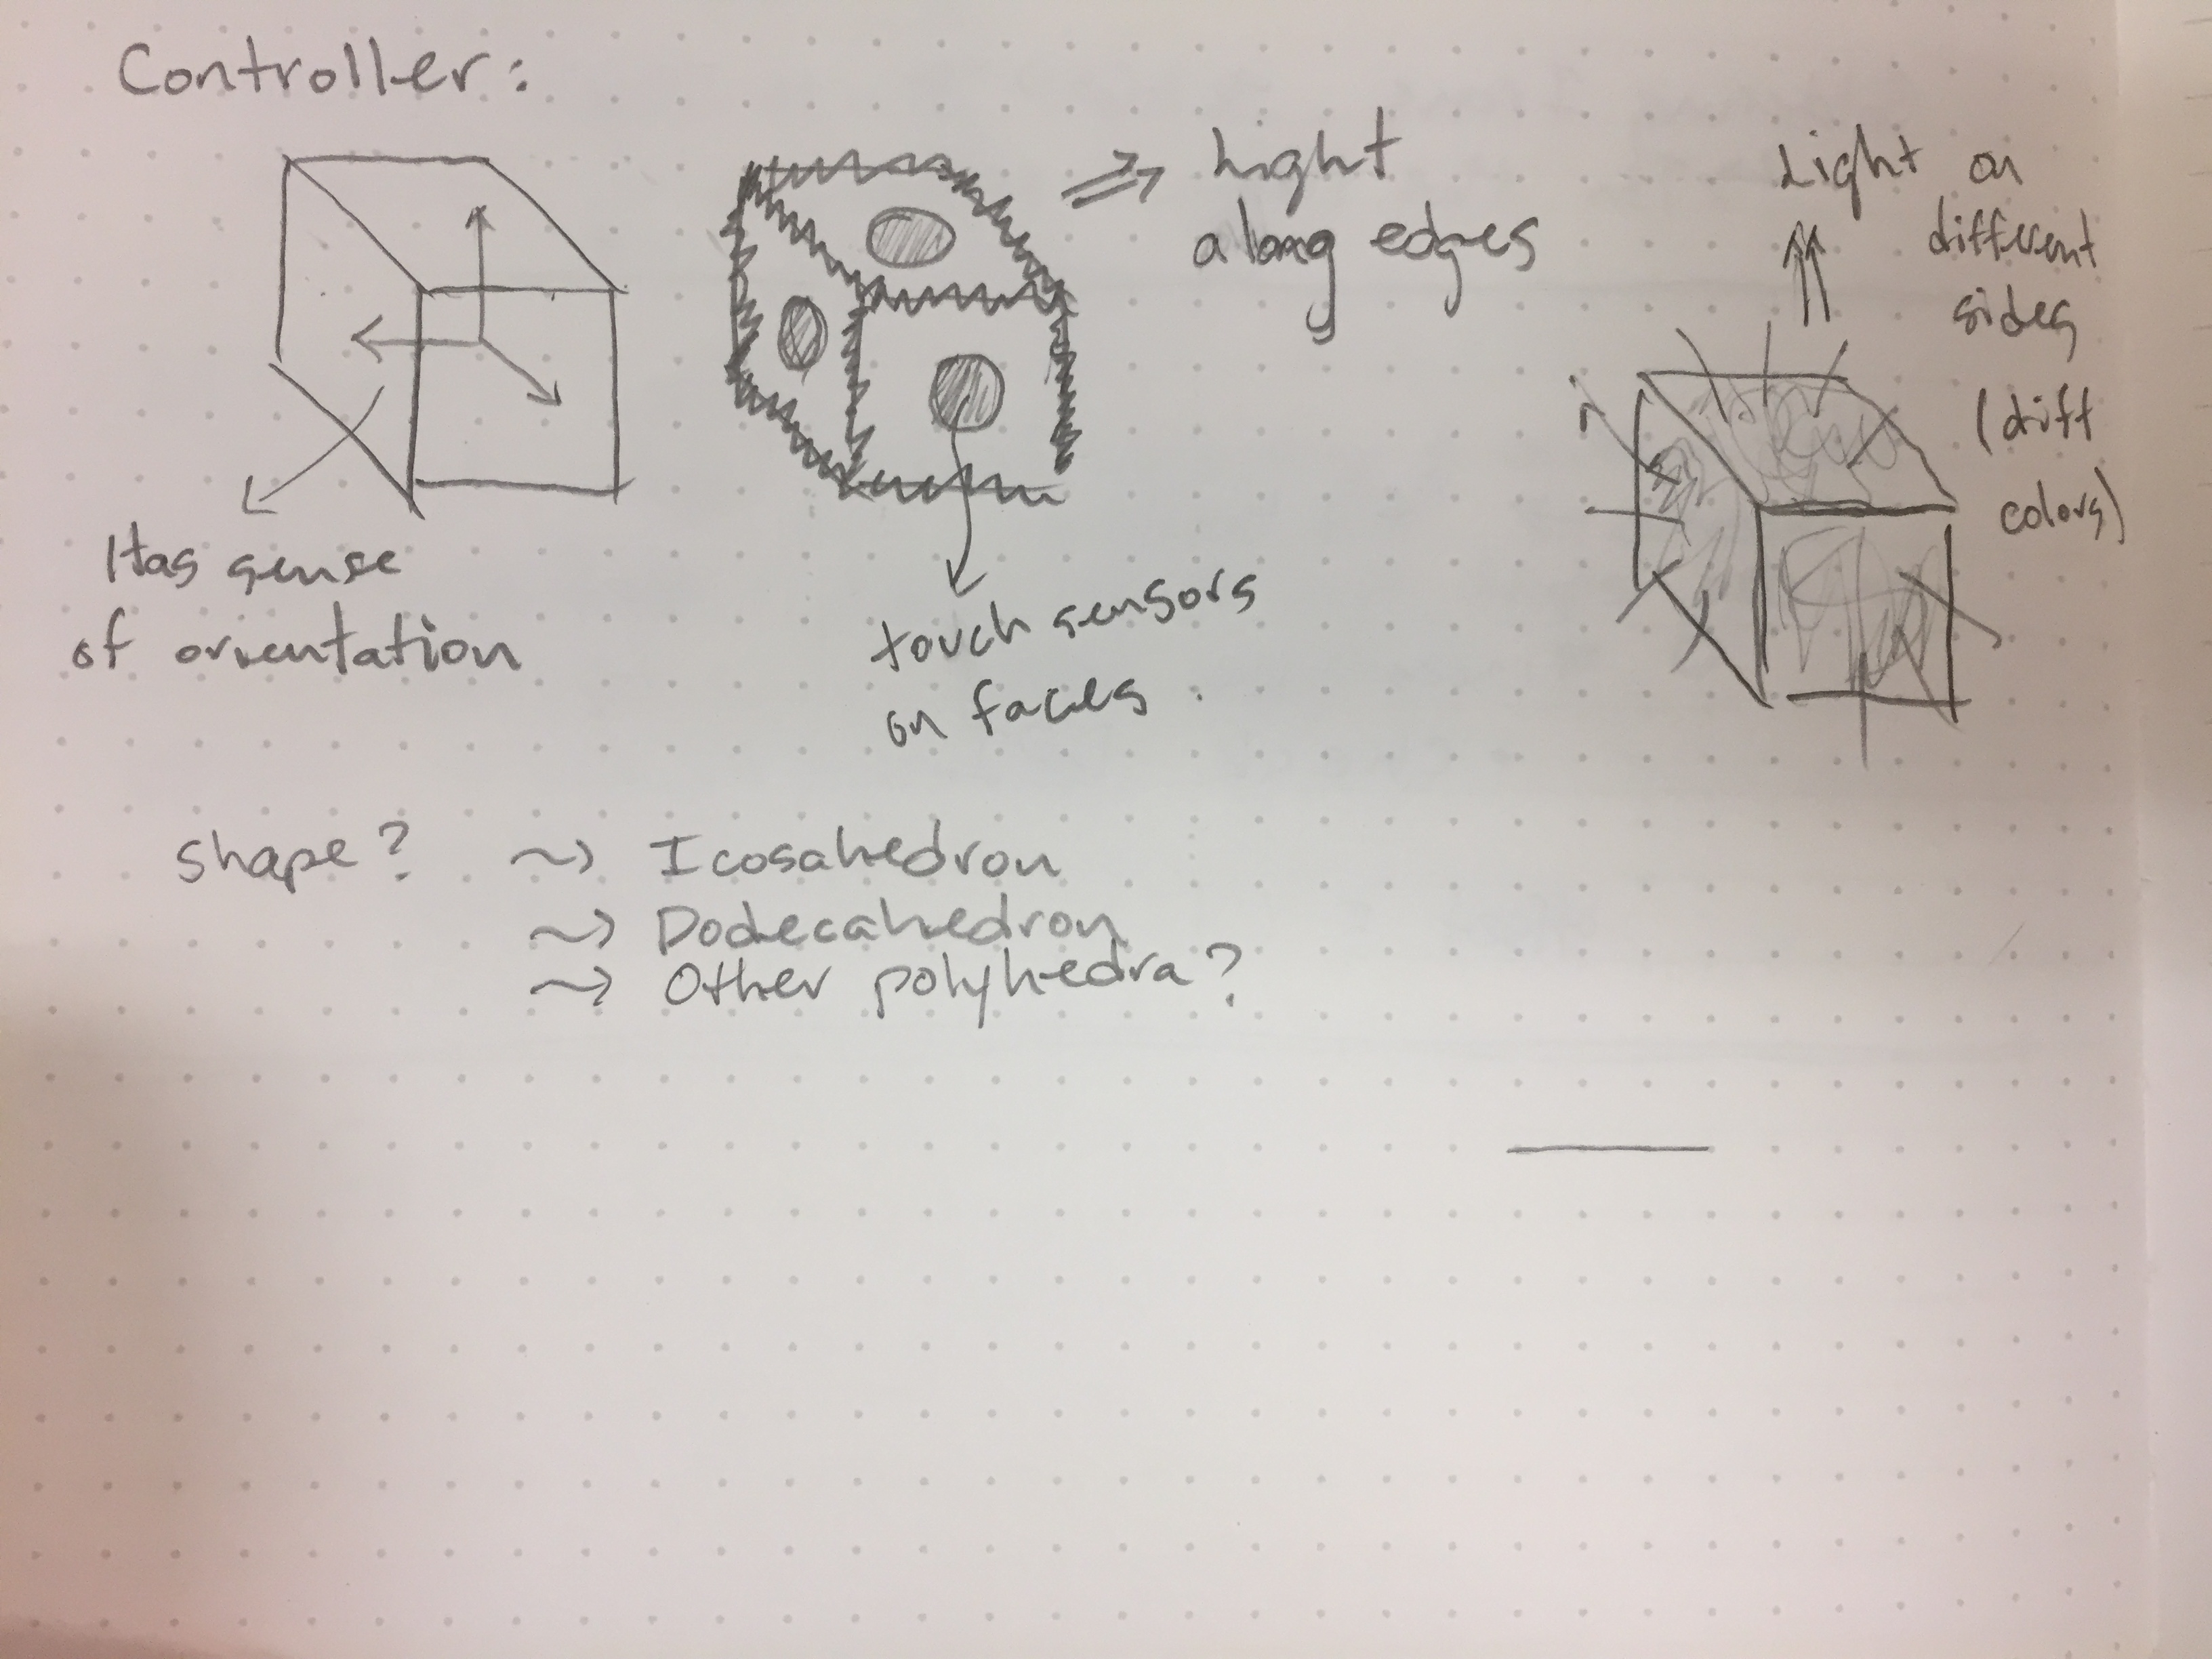 Controller:
Has sense
of orientation
Light
along edges
touch sensors
on faces
Light on
different
sides
(diff
colors)
Shape? ~> Icosahedron
~> Dodecahedron
~> Other polyhedra?